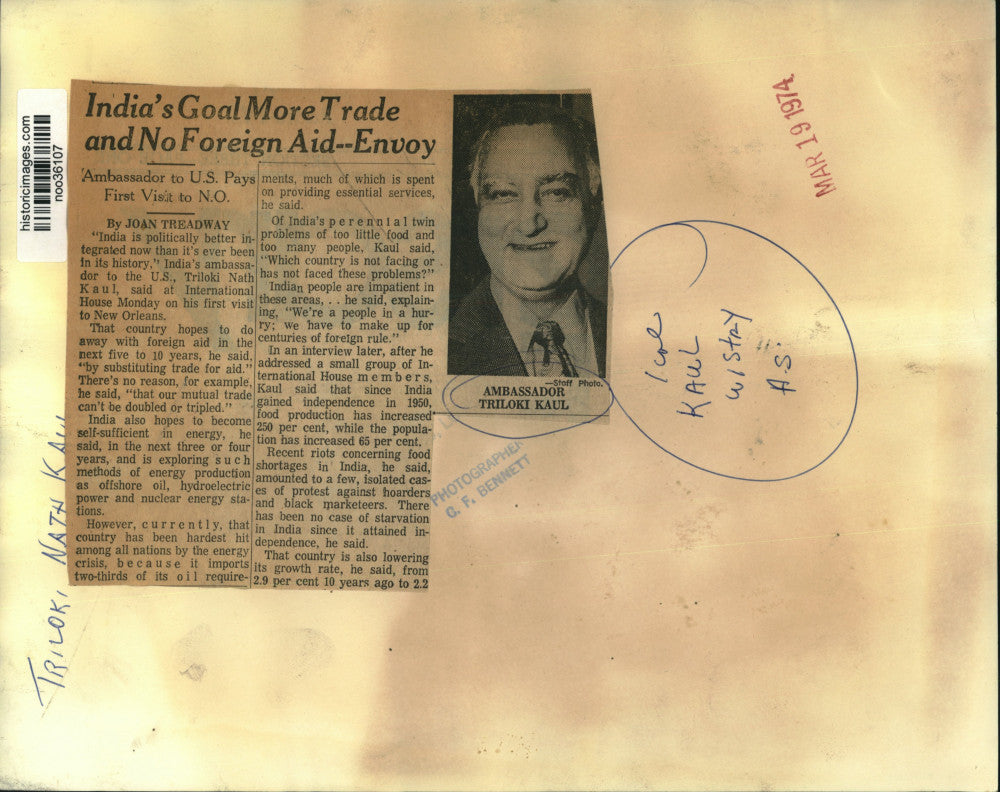 India's Goal More Trade
and No Foreign Aid--Envoy
Ambassador to U.S. Pays
First Visit to N.O.
By JOAN TREADWAY
"India is politically better in-
tegrated now than it's ever been
in its history," India's ambassa-
dor to the U.S., Triloki Nath
Kaul, said at International
House Monday on his first visit
to New Orleans.
That country hopes to do
away with foreign aid in the
next five to 10 years, he said,
"by substituting trade for aid."
There's no reason, for example,
he said, "that our mutual trade
can't be doubled or tripled."
India also hopes to become
self-sufficient in energy, he
said, in the next three or four
years, and is exploring such
methods of energy production
as offshore oil, hydroelectric
power and nuclear energy sta-
tions.
However, currently, that
country has been hardest hit
among all nations by the energy
crisis, because it imports
two-thirds of its oil require-
ments, much of which is spent
on providing essential services,
he said.
Of India's perennial twin
problems of too little food and
too many people, Kaul said,
"Which country is not facing or
has not faced these problems?"
Indian people are impatient in
these areas, . . he said, explain-
ing, "We're a people in a hur-
ry; we have to make up for
centuries of foreign rule."
In an interview later, after he
addressed a small group of In-
ternational House members,
Kaul said that since India
gained independence in 1950,
food production has increased
250 per cent, while the popula-
tion has increased 65 per cent.
Recent riots concerning food
shortages in India, he said,
amounted to a few, isolated cas-
es of protest against hoarders
and black marketeers. There
has been no case of starvation
in India since it attained in-
dependence, he said.
That country is also lowering
its growth rate, he said, from
2.9 per cent 10 years ago to 2.2
—Staff Photo.
AMBASSADOR
TRILOKI KAUL
PHOTOGRAPHER
G. F. BENNETT
MAR 19 1974
1 col
KAUL
W/STRY
AS
TRILOKI NATH KAUL
historicimages.com
noo36107